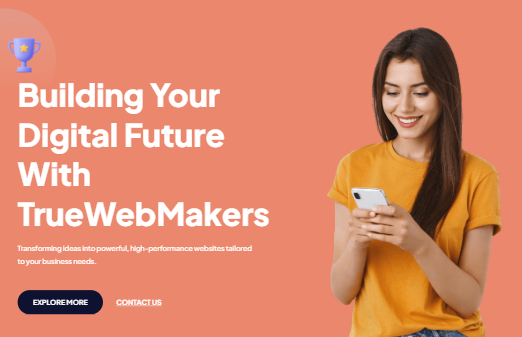 Building Your
Digital Future
With
TrueWebMakers
Transforming ideas into powerful, high-performance websites tailored
to your business needs.
EXPLORE MORE CONTACT US